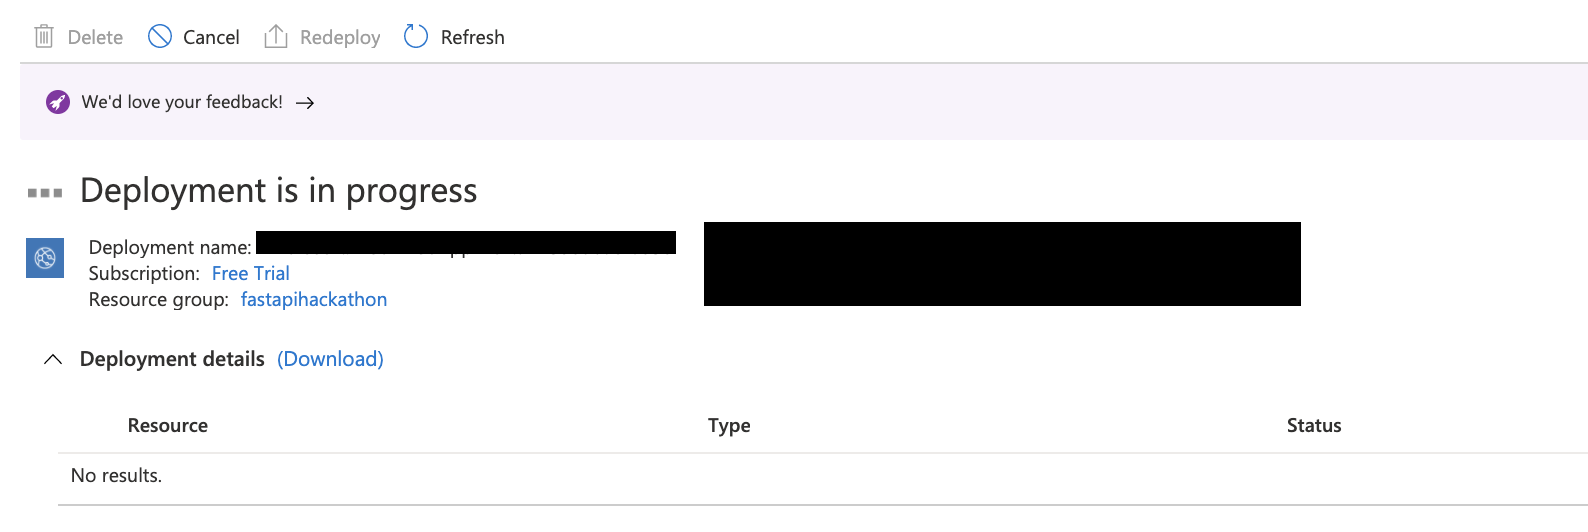 Delete Cancel Redeploy Refresh
We'd love your feedback! →
Deployment is in progress
Deployment name:
Subscription: Free Trial
Resource group: fastapihackathon
Deployment details (Download)
Resource Type Status
No results.